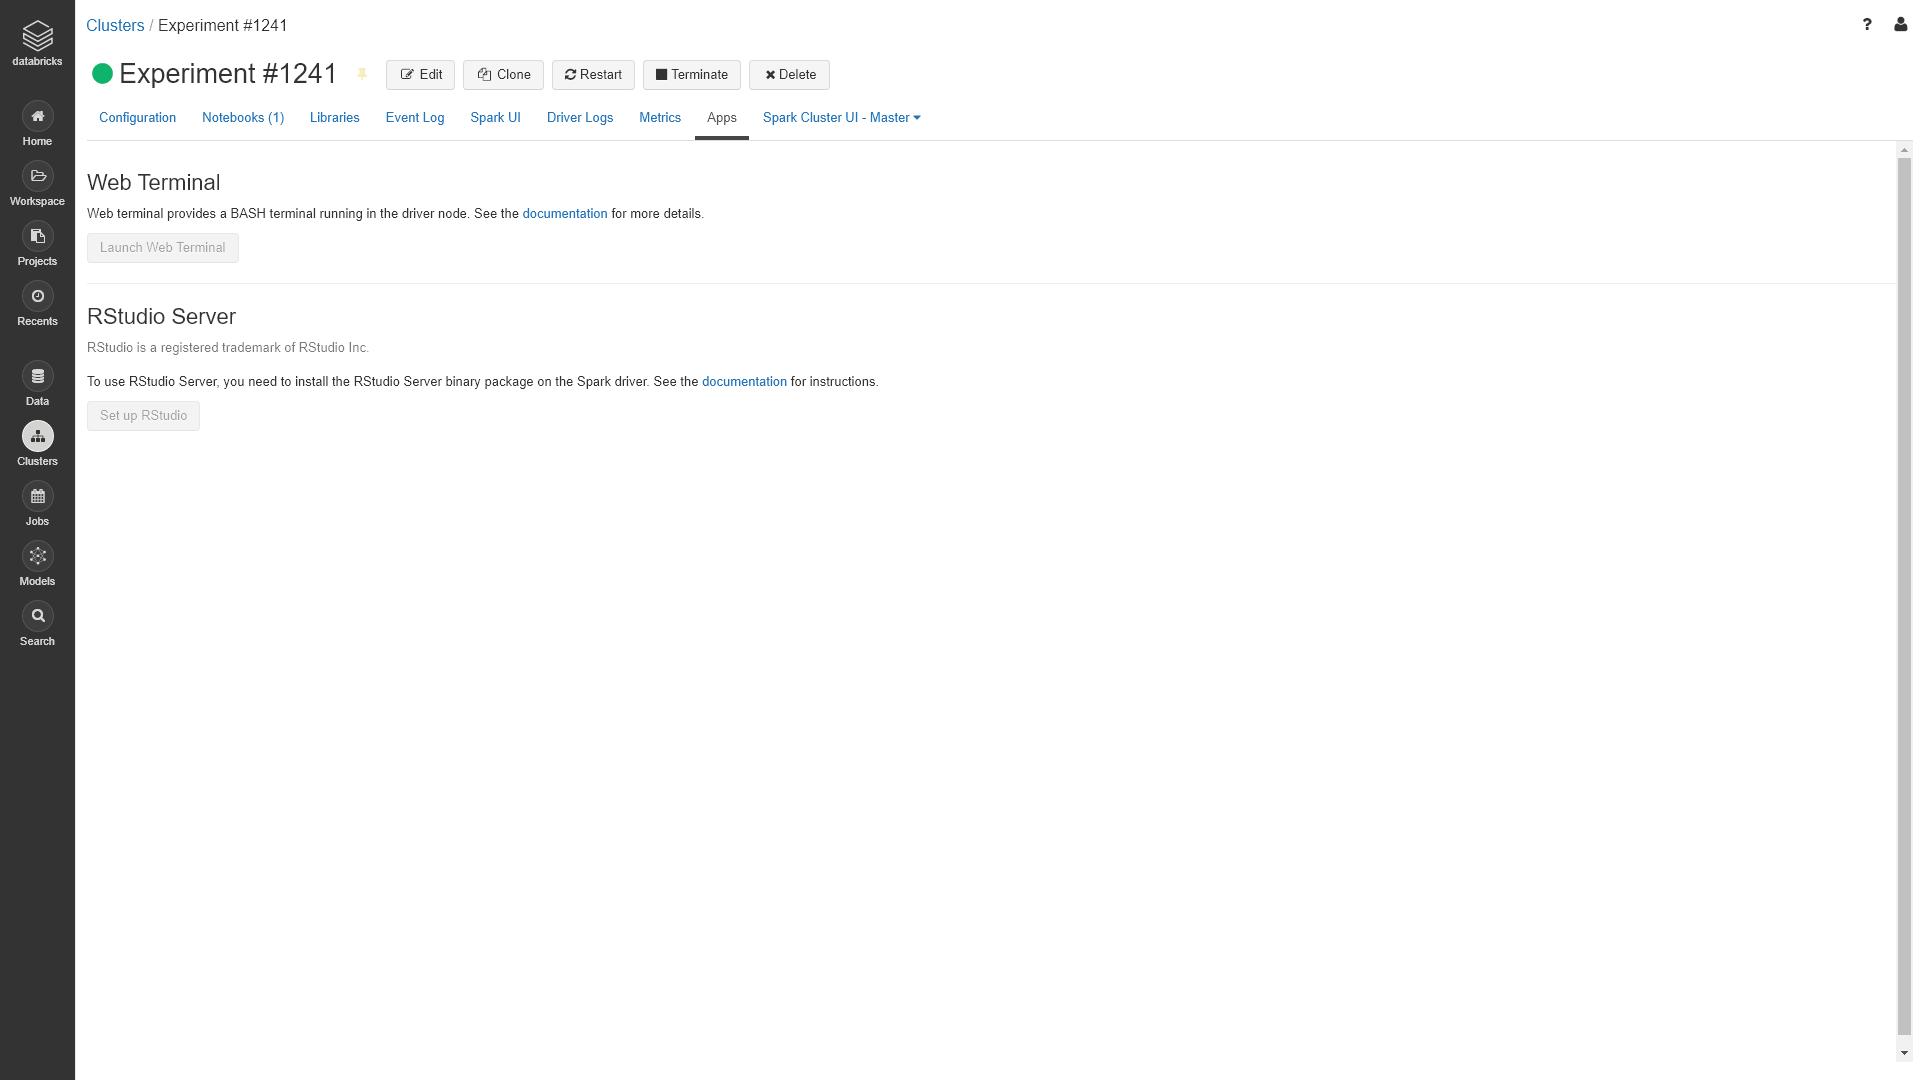 databricks
Home
Workspace
Projects
Recents
Data
Clusters
Jobs
Models
Search
Clusters / Experiment #1241
?
Experiment #1241
Edit
Clone
Restart
Terminate
Delete
Configuration
Notebooks (1)
Libraries
Event Log
Spark UI
Driver Logs
Metrics
Apps
Spark Cluster UI - Master
Web Terminal
Web terminal provides a BASH terminal running in the driver node. See the documentation for more details.
Launch Web Terminal
RStudio Server
RStudio is a registered trademark of RStudio Inc.
To use RStudio Server, you need to install the RStudio Server binary package on the Spark driver. See the documentation for instructions.
Set up RStudio